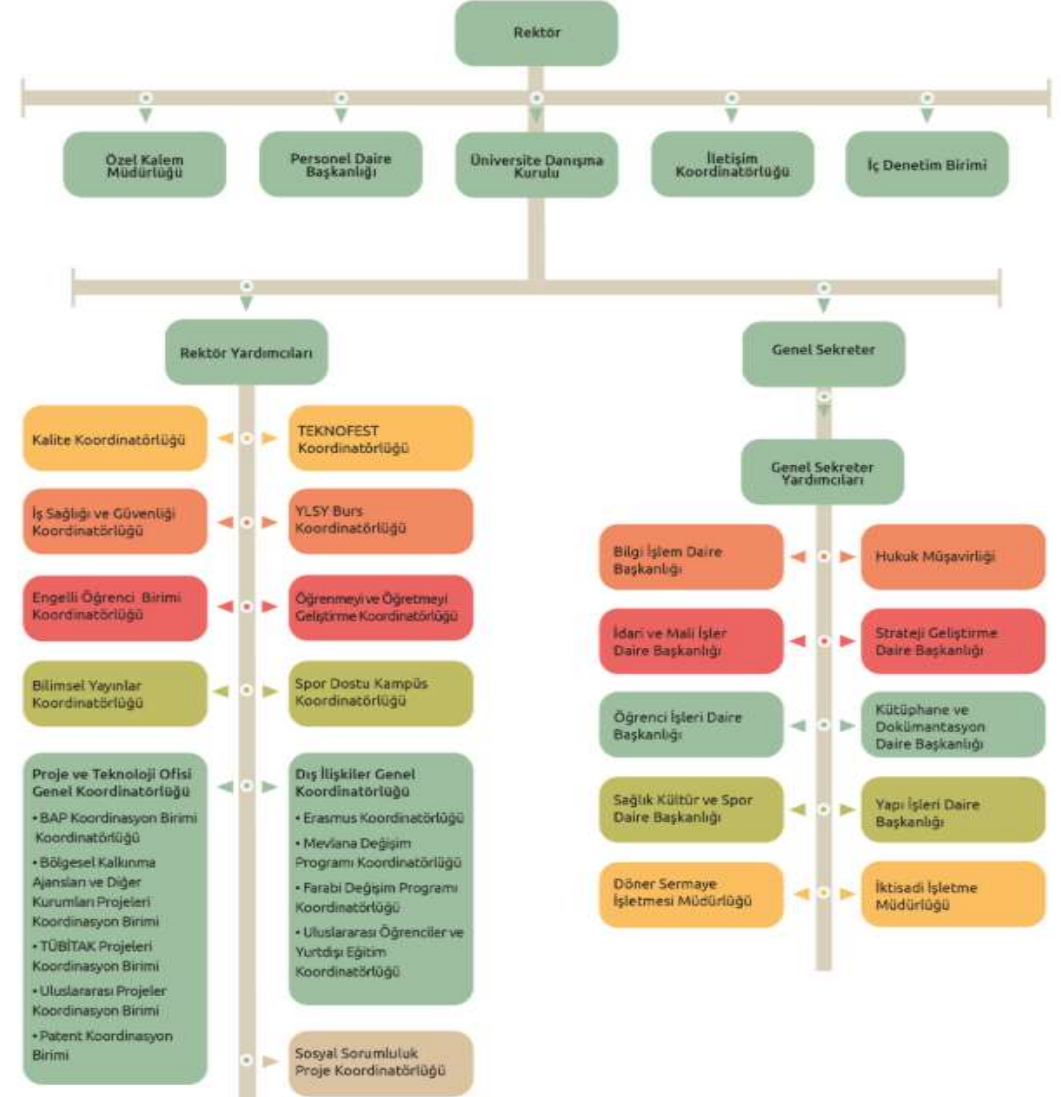 Rektör
Özel Kalem
Müdürlüğü
Personel Daire
Başkanlığı
Üniversite Danışma
Kurulu
İletişim
Koordinatörlüğü
İç Denetim Birimi
Rektör Yardımcıları
Kalite Koordinatörlüğü
TEKNOFEST
Koordinatörlüğü
İş Sağlığı ve Güvenliği
Koordinatörlüğü
YLSY Burs
Koordinatörlüğü
Engelli Öğrenci Birimi
Koordinatörlüğü
Öğrenmeyi ve Öğretmeyi
Geliştirme Koordinatörlüğü
Bilimsel Yayınlar
Koordinatörlüğü
Spor Dostu Kampüs
Koordinatörlüğü
Proje ve Teknoloji Ofisi
Genel Koordinatörlüğü
• BAP Koordinasyon Birimi
Koordinatörlüğü
• Bölgesel Kalkınma
Ajansları ve Diğer
Kurumları Projeleri
Koordinasyon Birimi
• TÜBİTAK Projeleri
Koordinasyon Birimi
• Uluslararası Projeler
Koordinasyon Birimi
• Patent Koordinasyon
Birimi
Dış İlişkiler Genel
Koordinatörlüğü
• Erasmus Koordinatörlüğü
• Mevlana Değişim
Programı Koordinatörlüğü
• Farabi Değişim Programı
Koordinatörlüğü
• Uluslararası Öğrenciler ve
Yurtdışı Eğitim
Koordinatörlüğü
Sosyal Sorumluluk
Proje Koordinatörlüğü
Genel Sekreter
Genel Sekreter
Yardımcıları
Bilgi İşlem Daire
Başkanlığı
Hukuk Müşavirliği
İdari ve Mali İşler
Daire Başkanlığı
Strateji Geliştirme
Daire Başkanlığı
Öğrenci İşleri Daire
Başkanlığı
Kütüphane ve
Dokümantasyon
Daire Başkanlığı
Sağlık Kültür ve Spor
Daire Başkanlığı
Yapı İşleri Daire
Başkanlığı
Döner Sermaye
İşletmesi Müdürlüğü
İktisadi İşletme
Müdürlüğü